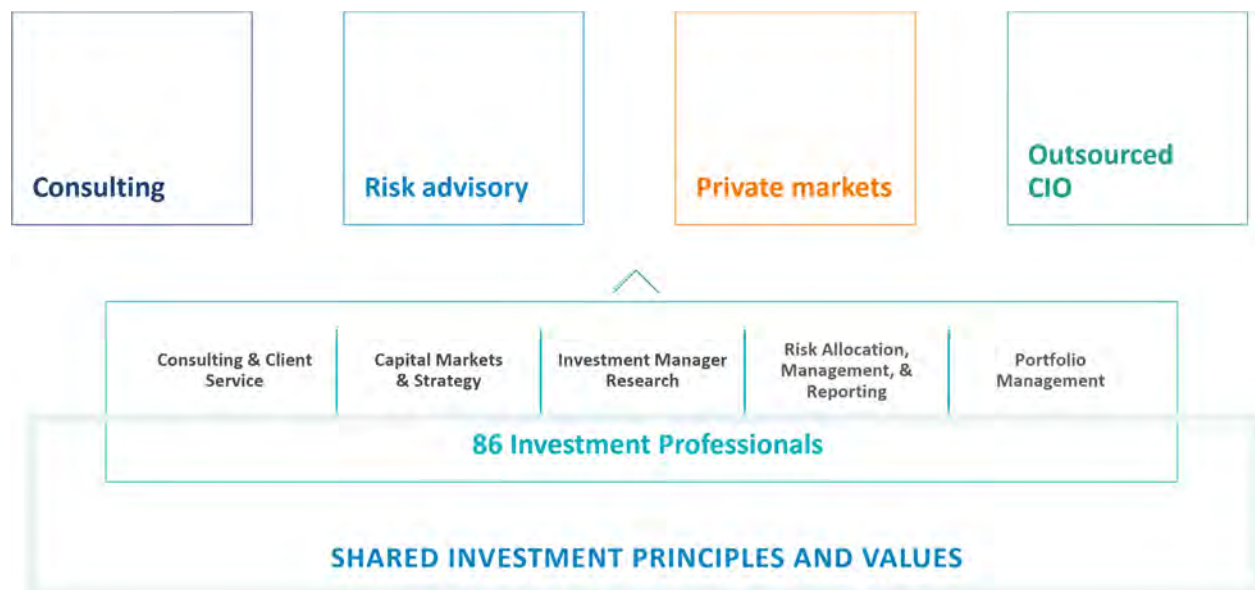 Consulting
Risk advisory
Private markets
Outsourced
CIO
Consulting & Client
Service
Capital Markets
& Strategy
Investment Manager
Research
Risk Allocation,
Management, &
Reporting
Portfolio
Management
86 Investment Professionals
SHARED INVESTMENT PRINCIPLES AND VALUES